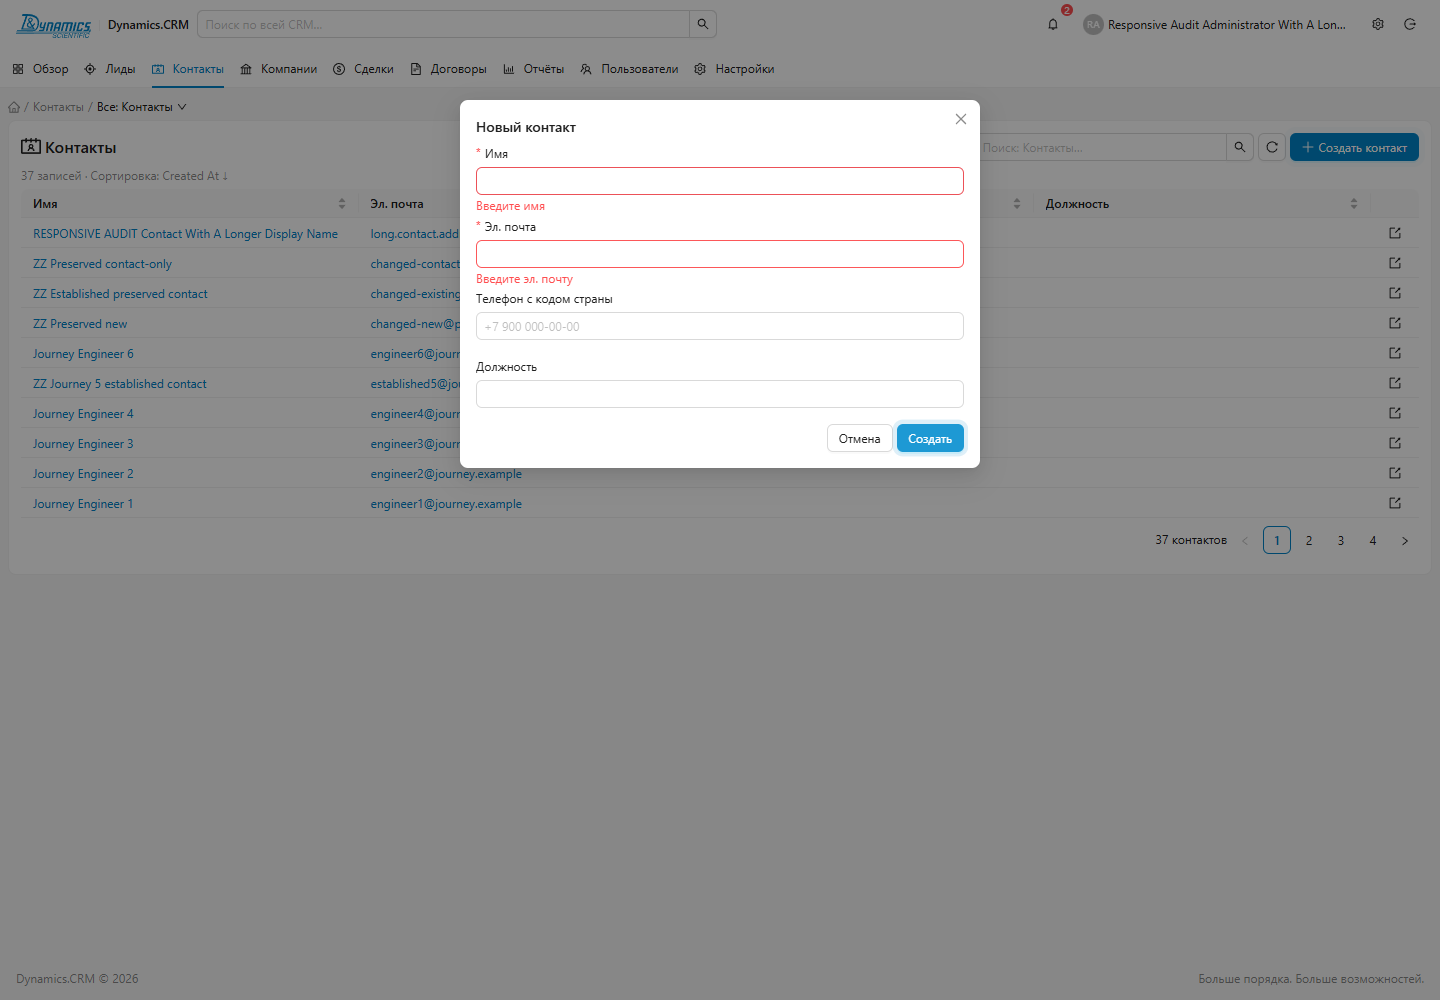 Dynamics SCIENTIFIC
Dynamics.CRM
Поиск по всей CRM...
2
RA
Responsive Audit Administrator With A Lon...
Обзор
Лиды
Контакты
Компании
Сделки
Договоры
Отчёты
Пользователи
Настройки
/ Контакты / Все: Контакты
Контакты
Поиск: Контакты...
Создать контакт
37 записей · Сортировка: Created At ↓
Имя
Эл. почта
Должность
RESPONSIVE AUDIT Contact With A Longer Display Name
long.contact.add
ZZ Preserved contact-only
changed-contact
ZZ Established preserved contact
changed-existing
ZZ Preserved new
changed-new@p
Journey Engineer 6
engineer6@journ
ZZ Journey 5 established contact
established5@jou
Journey Engineer 4
engineer4@journ
Journey Engineer 3
engineer3@journ
Journey Engineer 2
engineer2@journey.example
Journey Engineer 1
engineer1@journey.example
37 контактов
1
2
3
4
Новый контакт
* Имя
Введите имя
* Эл. почта
Введите эл. почту
Телефон с кодом страны
+7 900 000-00-00
Должность
Отмена
Создать
Dynamics.CRM © 2026
Больше порядка. Больше возможностей.